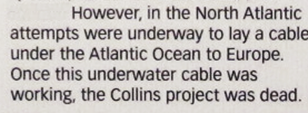 However, in the North Atlantic
attempts were underway to lay a cable
under the Atlantic Ocean to Europe.
Once this underwater cable was
working, the Collins project was dead.